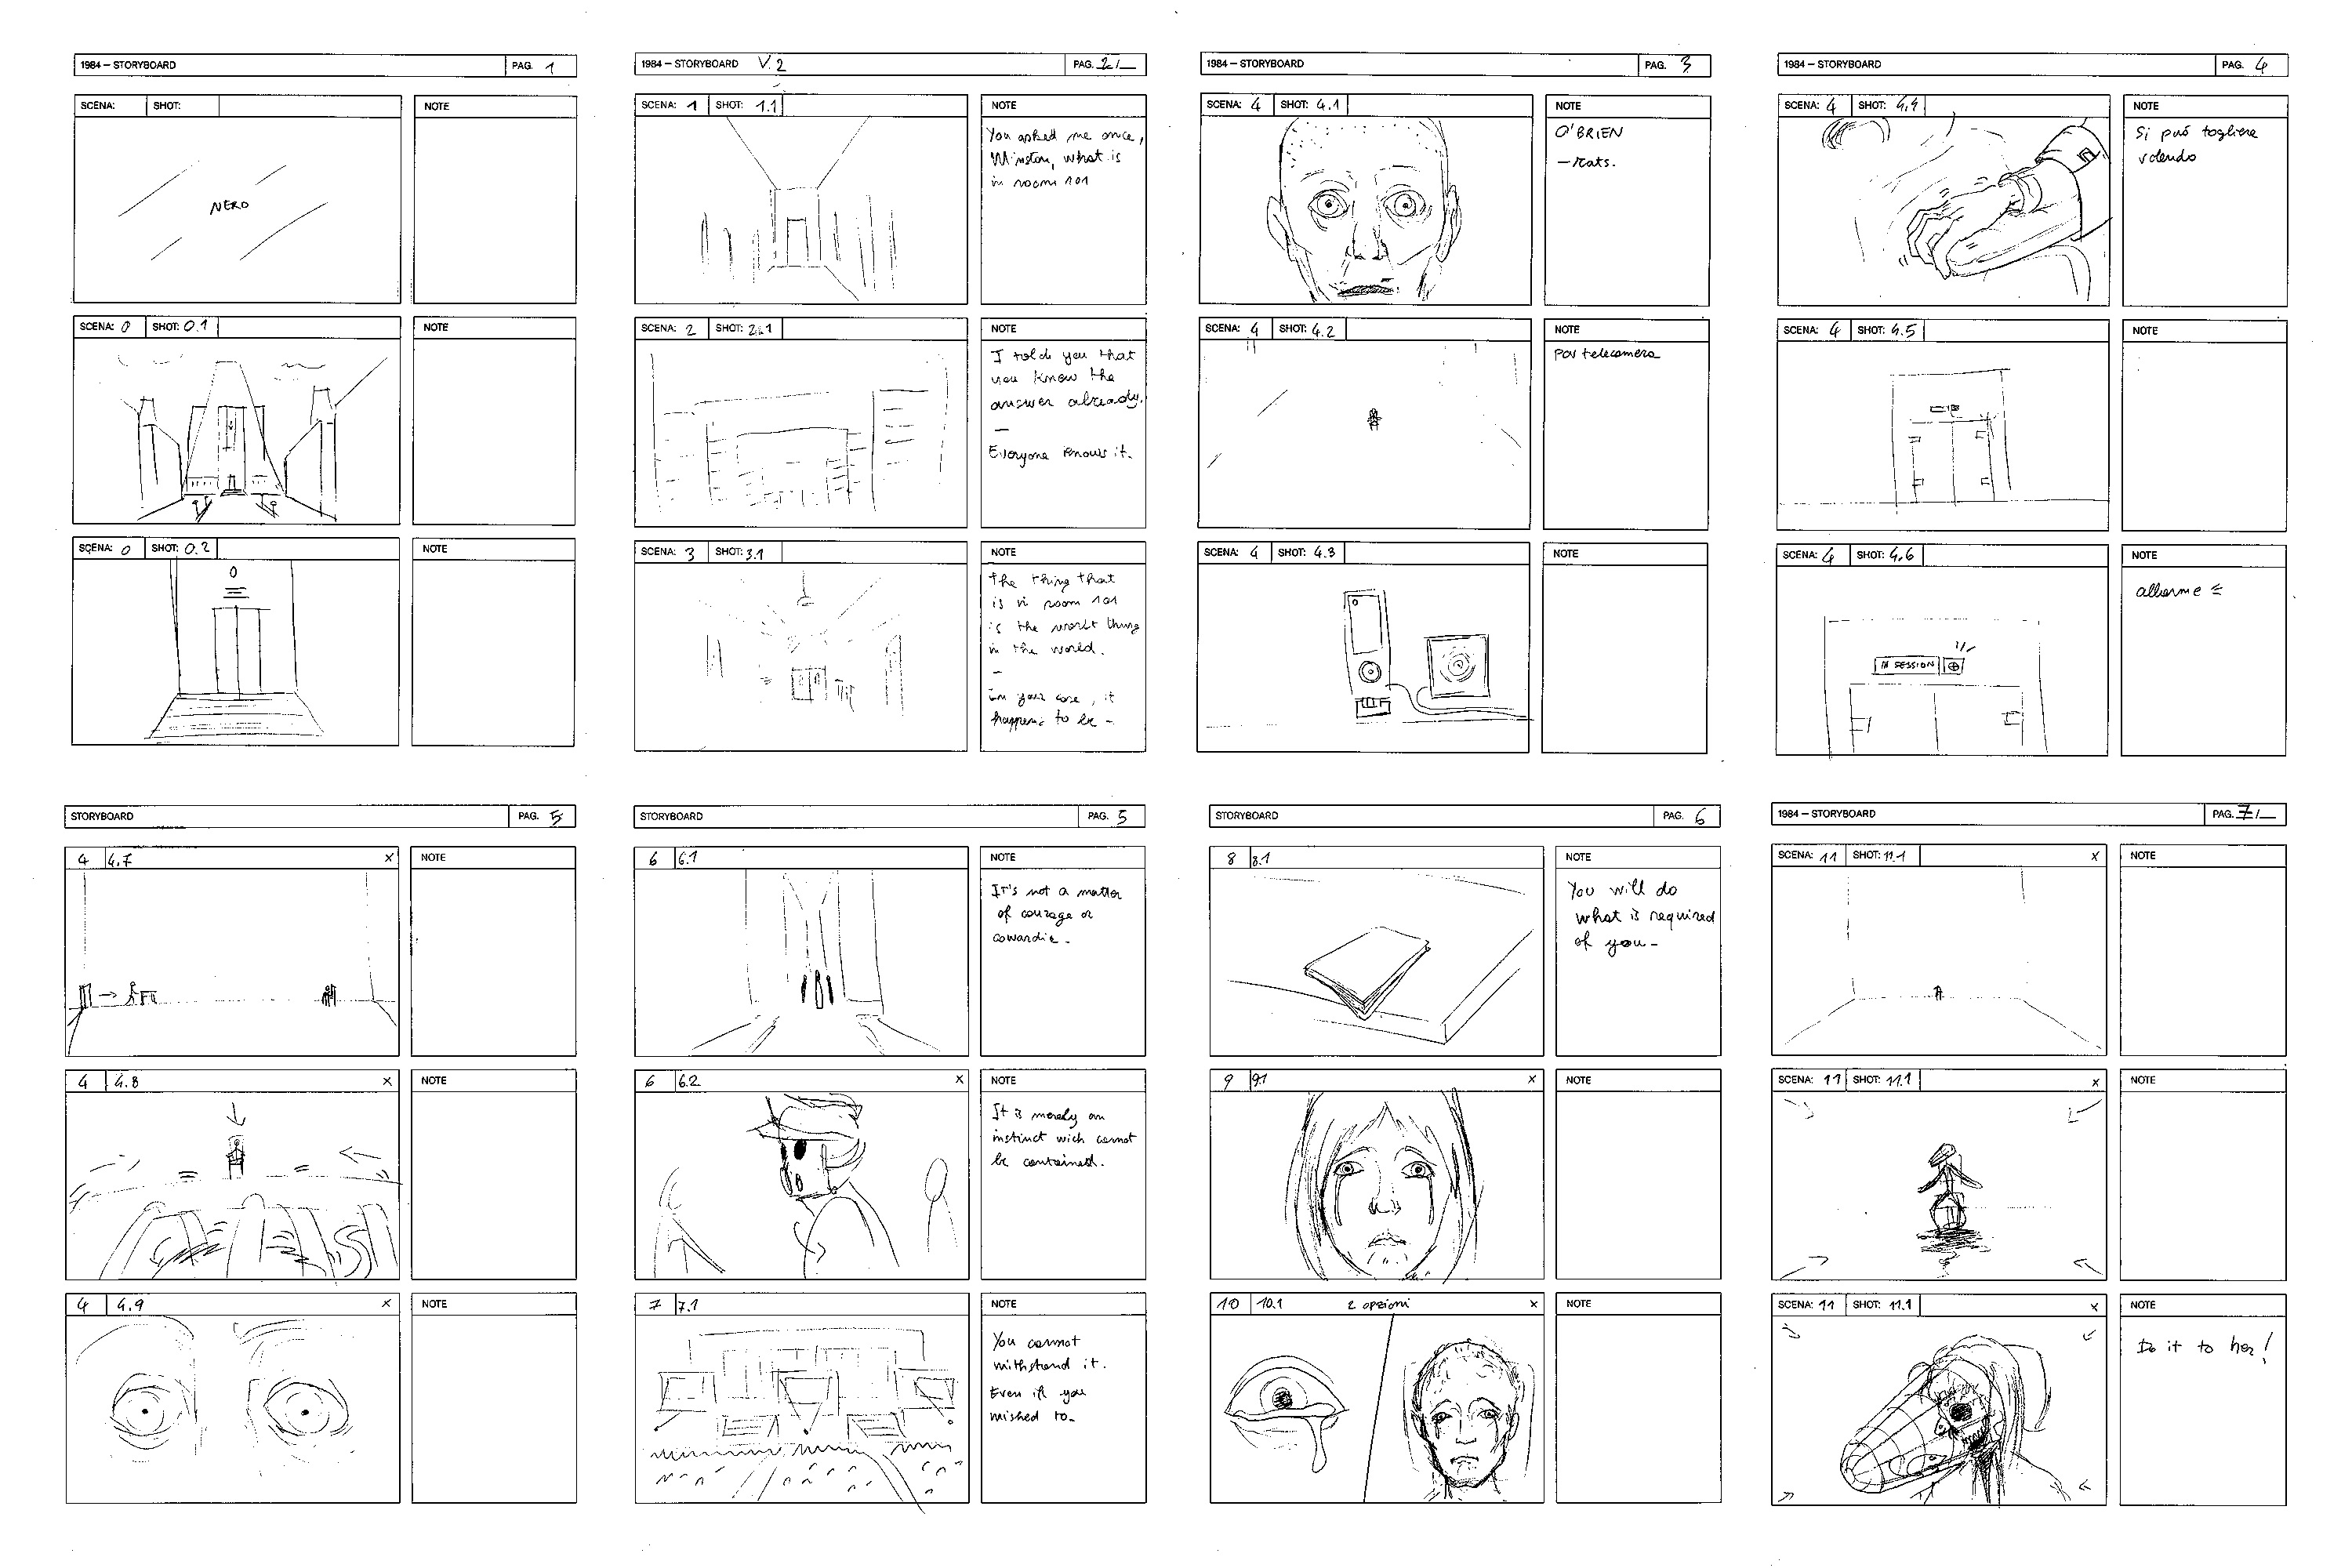 1984 – STORYBOARD
PAG. 1
SCENA:
SHOT:
NOTE
NERO
SCENA: 0
SHOT: 0.1
NOTE
SCENA: 0
SHOT: 0.2
NOTE
0
1984 – STORYBOARD V.2
PAG. 2/__
SCENA: 1
SHOT: 1.1
NOTE
You asked me once,
Winston, what is
in room 101
SCENA: 2
SHOT: 2.1
NOTE
I told you that
you know the
answer already.
—
Everyone knows it.
SCENA: 3
SHOT: 3.1
NOTE
The thing that
is in room 101
is the worst thing
in the world.
–
In your case, it
happens to be –
1984 – STORYBOARD
PAG. 3
SCENA: 4
SHOT: 4.1
NOTE
O'BRIEN
– Rats.
SCENA: 4
SHOT: 4.2
NOTE
POV telecamera
SCENA: 4
SHOT: 4.3
NOTE
1984 – STORYBOARD
PAG. 4
SCENA: 4
SHOT: 4.4
NOTE
Si può togliere
volendo
SCENA: 4
SHOT: 4.5
NOTE
SCENA: 4
SHOT: 4.6
NOTE
allarme
IN SESSION
STORYBOARD
PAG. 5
4 4.7 x
NOTE
4 4.8 x
NOTE
4 4.9 x
NOTE
STORYBOARD
PAG. 5
6 6.1
NOTE
It's not a matter
of courage or
cowardice –
6 6.2 x
NOTE
It is merely an
instinct wich cannot
be contained.
7 7.1
NOTE
You cannot
withstand it.
Even if you
wished to–
STORYBOARD
PAG. 6
8 8.1
NOTE
You will do
what is required
of you–
9 9.1 x
NOTE
10 10.1 2 opzioni x
NOTE
1984 – STORYBOARD
PAG. 7/__
SCENA: 11
SHOT: 11.1
x
NOTE
SCENA: 11
SHOT: 11.1
x
NOTE
SCENA: 11
SHOT: 11.1
x
NOTE
Do it to her!